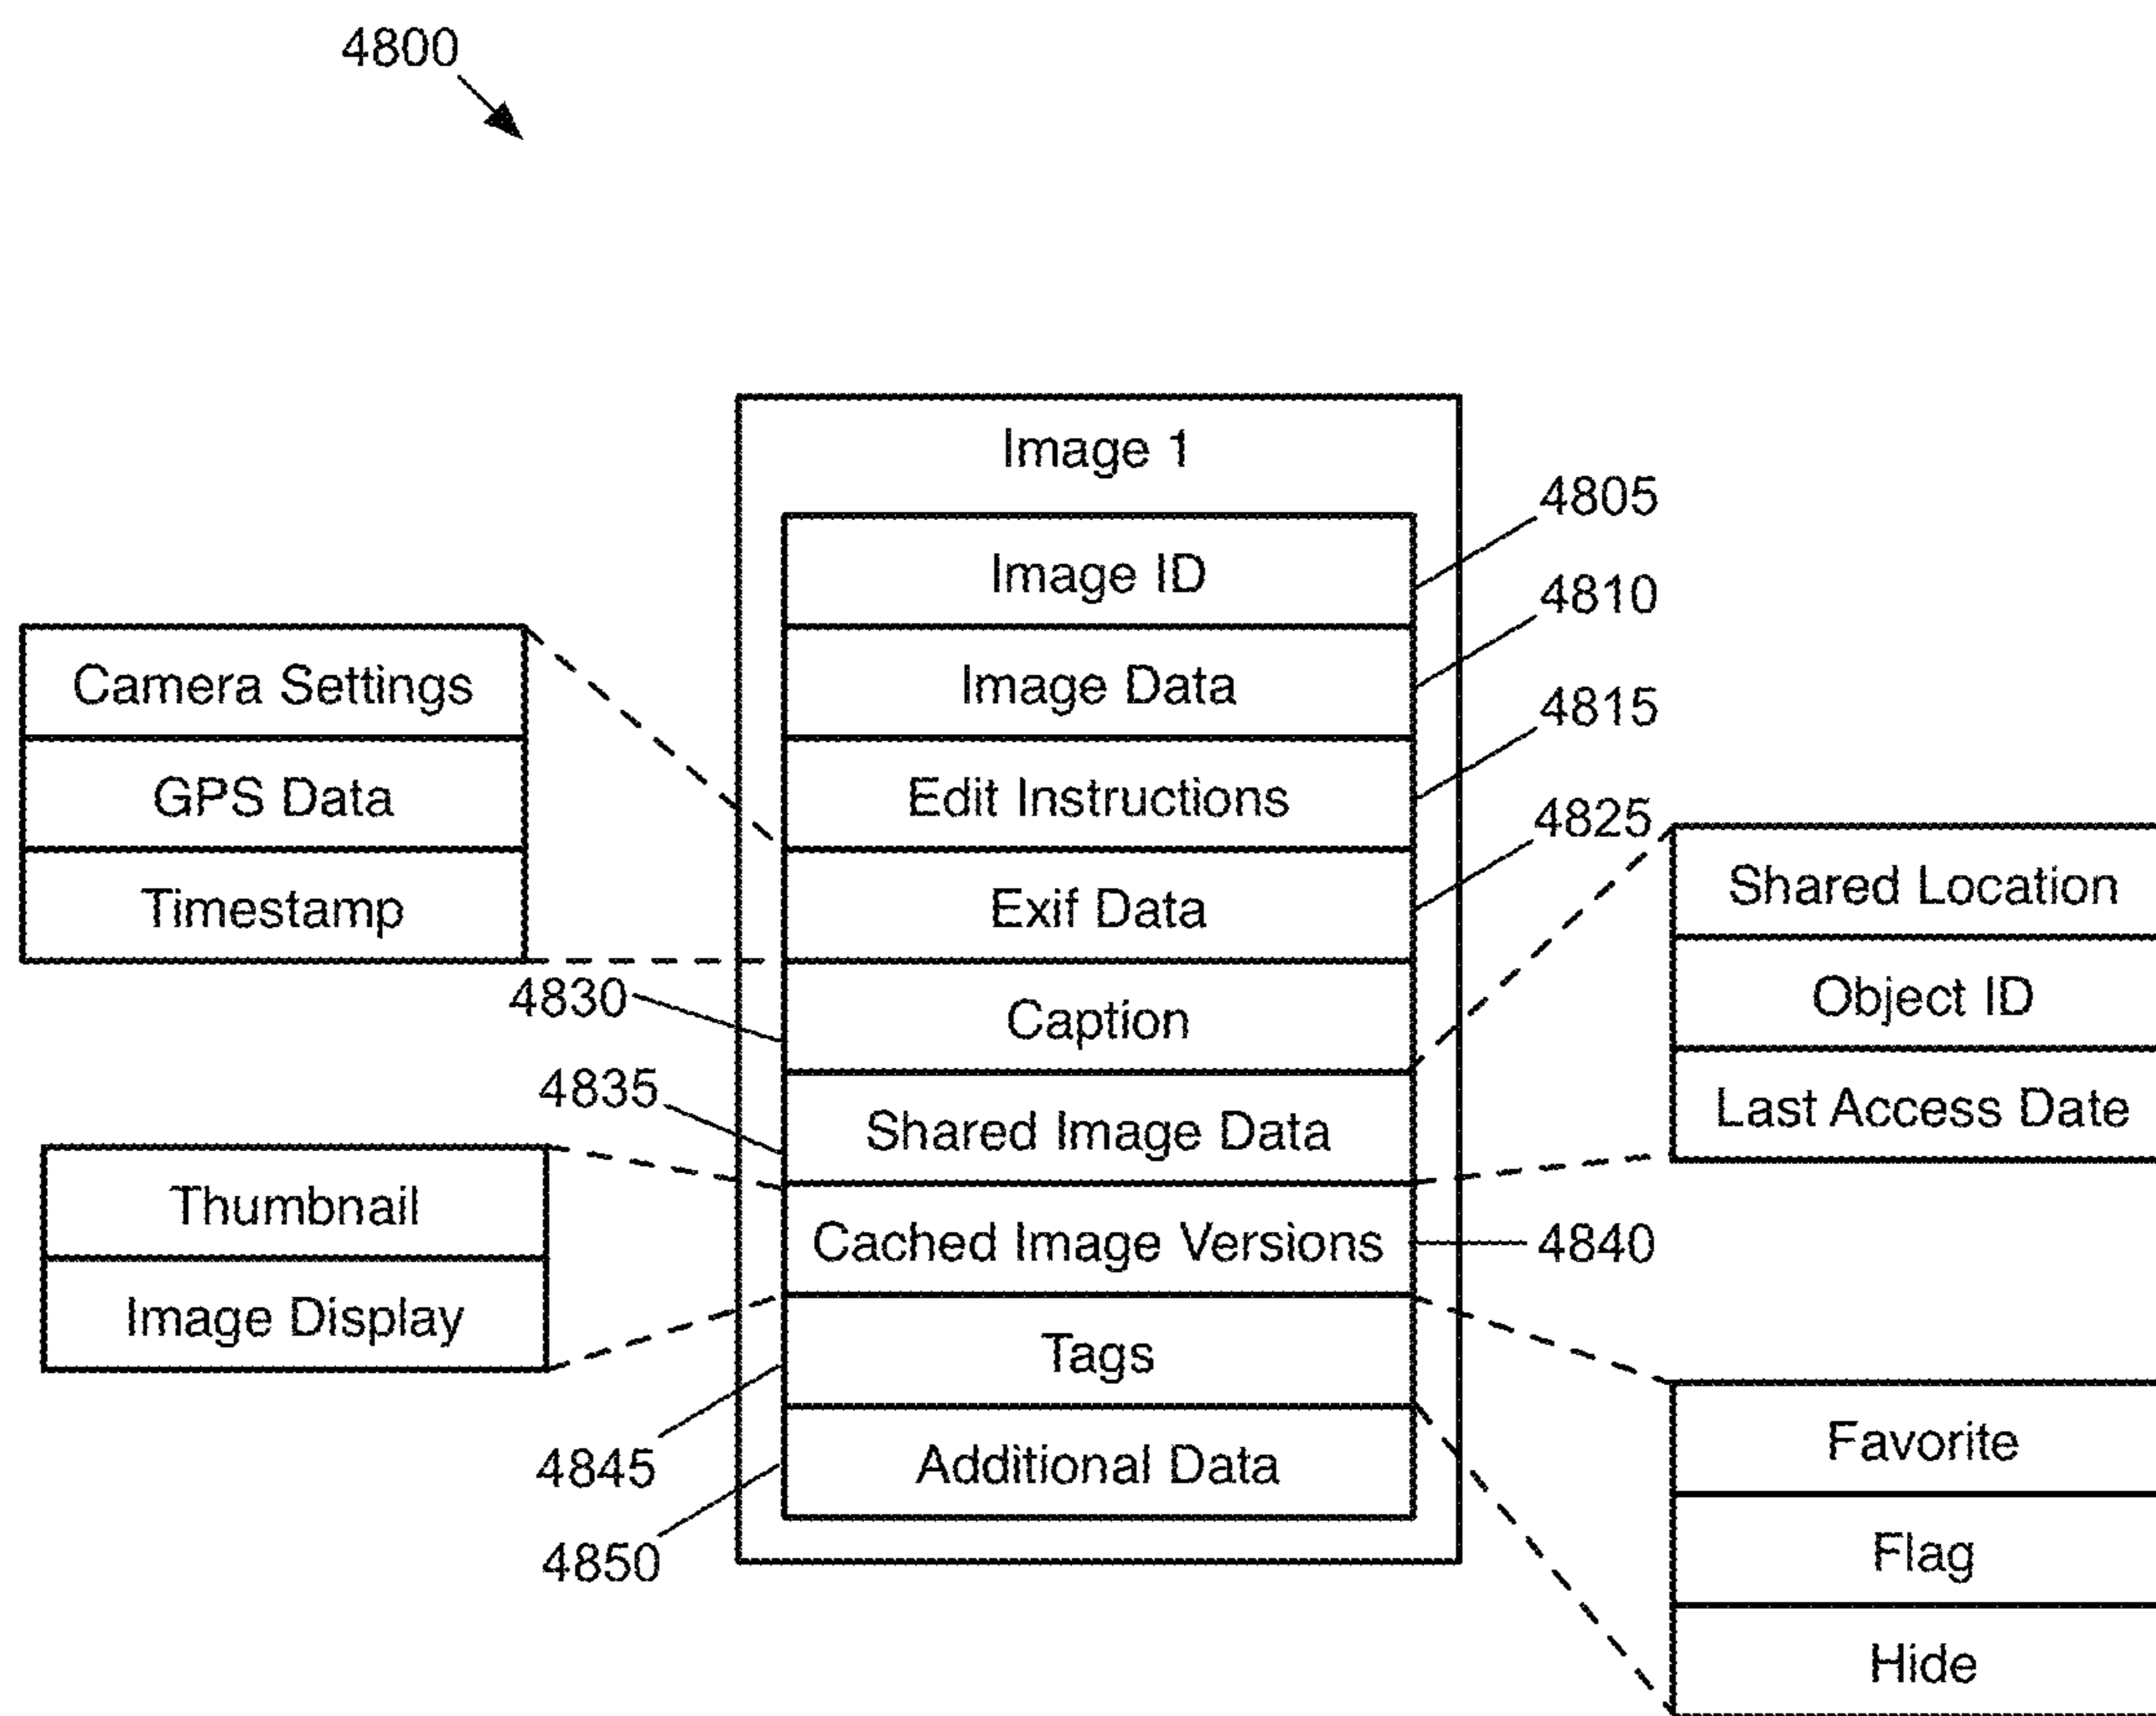 4800
Image 1
4805
Image ID
4810
Image Data
4815
Edit Instructions
4825
Exif Data
Camera Settings
GPS Data
Timestamp
4830
Caption
4835
Shared Image Data
Shared Location
Object ID
Last Access Date
Cached Image Versions
4840
Thumbnail
Image Display
Tags
4845
Favorite
Flag
Hide
Additional Data
4850